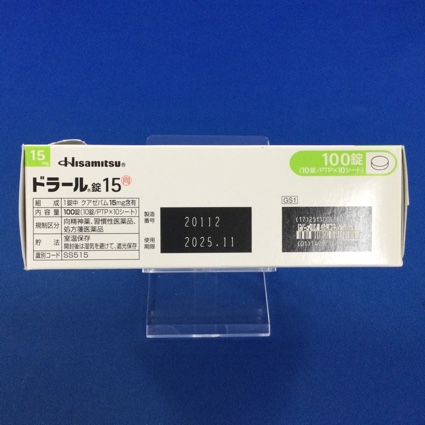 15mg
Hisamitsu®
ドラール®錠15 向
100錠
(10錠/PTP×10シート)
組成 1錠中 クアゼパム15mg含有
内容量 100錠(10錠/PTP×10シート)
規制区分 向精神薬、習慣性医薬品、
処方箋医薬品
貯法 室温保存
開封後は湿気を避けて、遮光保存
識別コード SS515
製造番号 20112
使用期限 2025.11
GS1